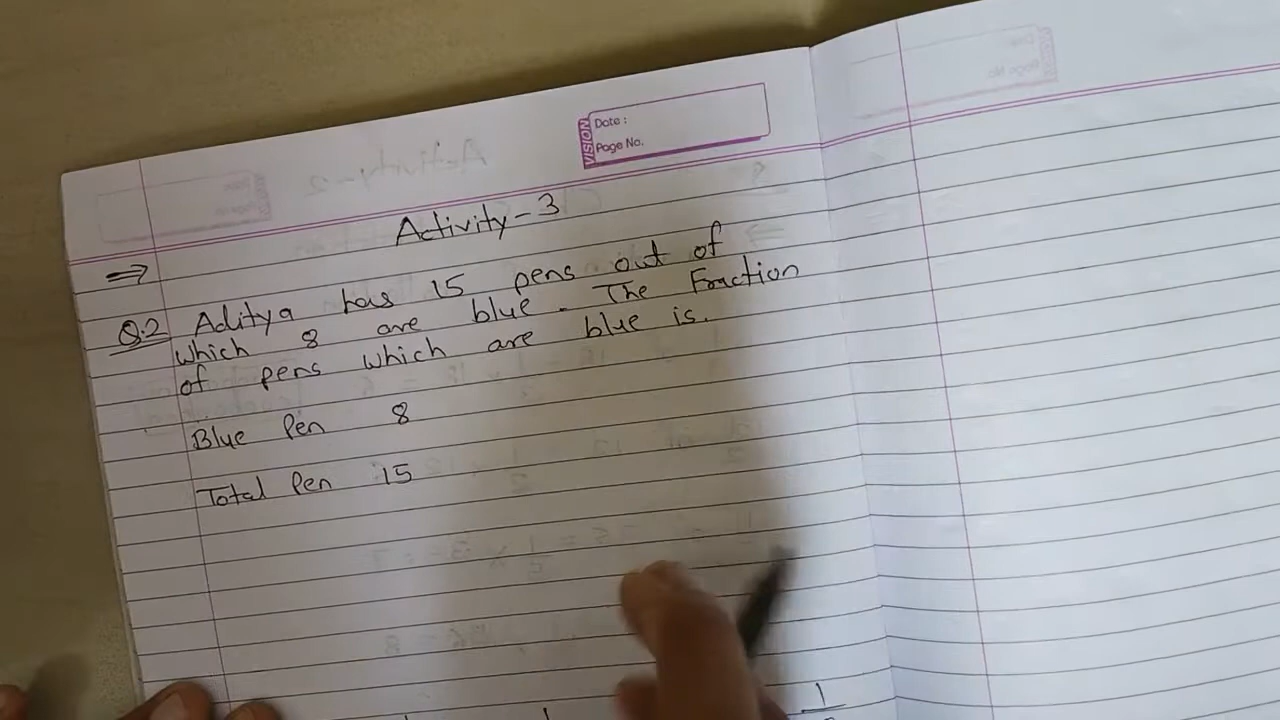 VISION
Date :
Page No.
Activity - 3
⇒
Q.2 Aditya has 15 pens out of
which 8 are blue. The Fraction
of pens which are blue is.
Blue Pen 8
Total Pen 15